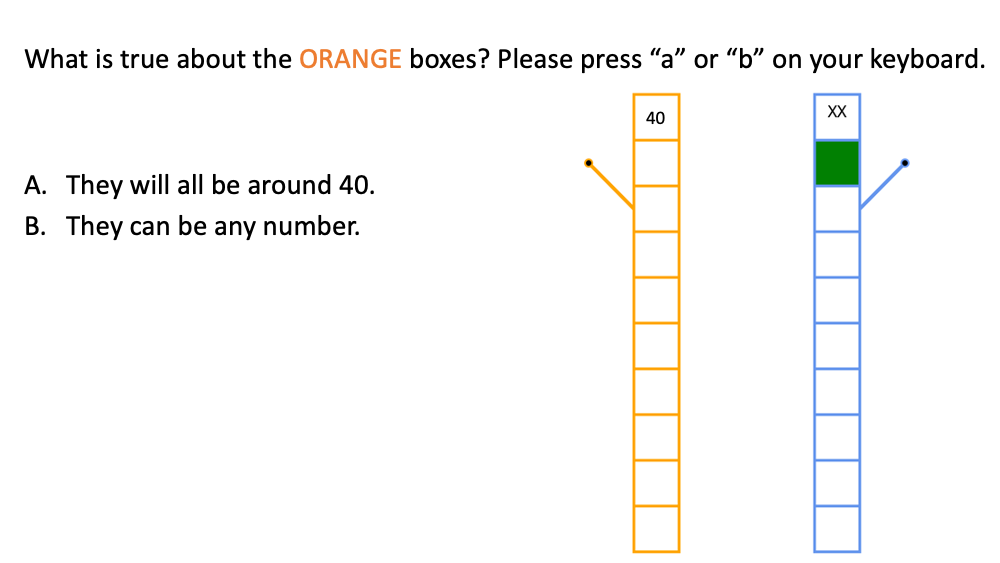 What is true about the ORANGE boxes? Please press “a” or “b” on your keyboard.
40
XX
A. They will all be around 40.
B. They can be any number.